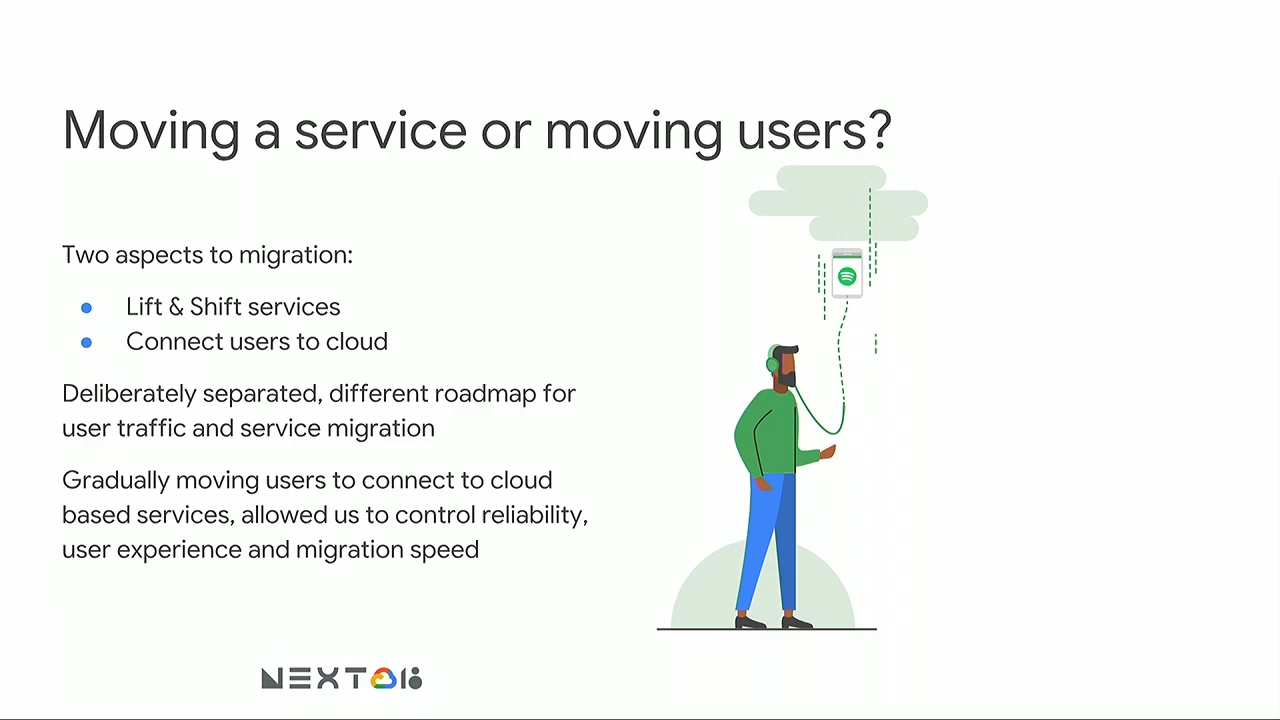 Moving a service or moving users?
Two aspects to migration:
Lift & Shift services
Connect users to cloud
Deliberately separated, different roadmap for
user traffic and service migration
Gradually moving users to connect to cloud
based services, allowed us to control reliability,
user experience and migration speed
NEXT 18